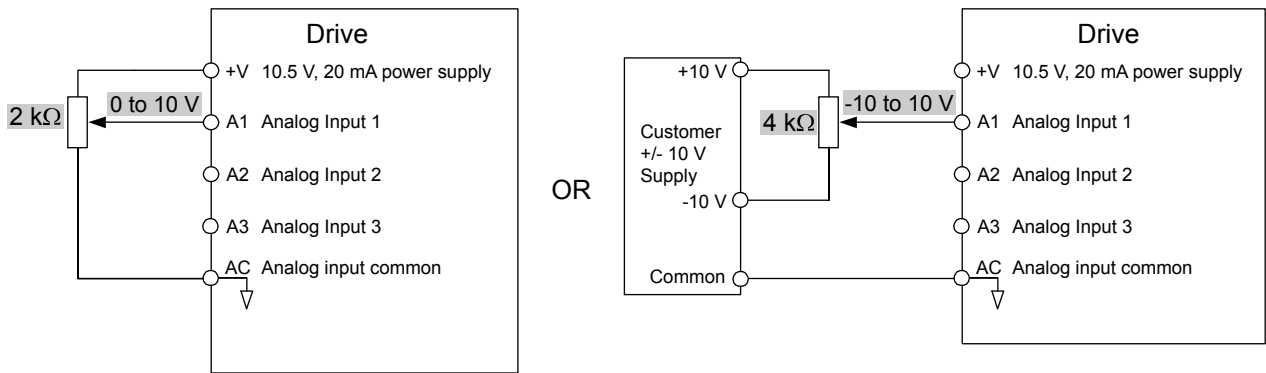 Drive
+V 10.5 V, 20 mA power supply
0 to 10 V
2 kΩ
A1 Analog Input 1
A2 Analog Input 2
A3 Analog Input 3
AC Analog input common
OR
+10 V
Customer
+/- 10 V
Supply
-10 V
Common
4 kΩ
-10 to 10 V
Drive
+V 10.5 V, 20 mA power supply
A1 Analog Input 1
A2 Analog Input 2
A3 Analog Input 3
AC Analog input common